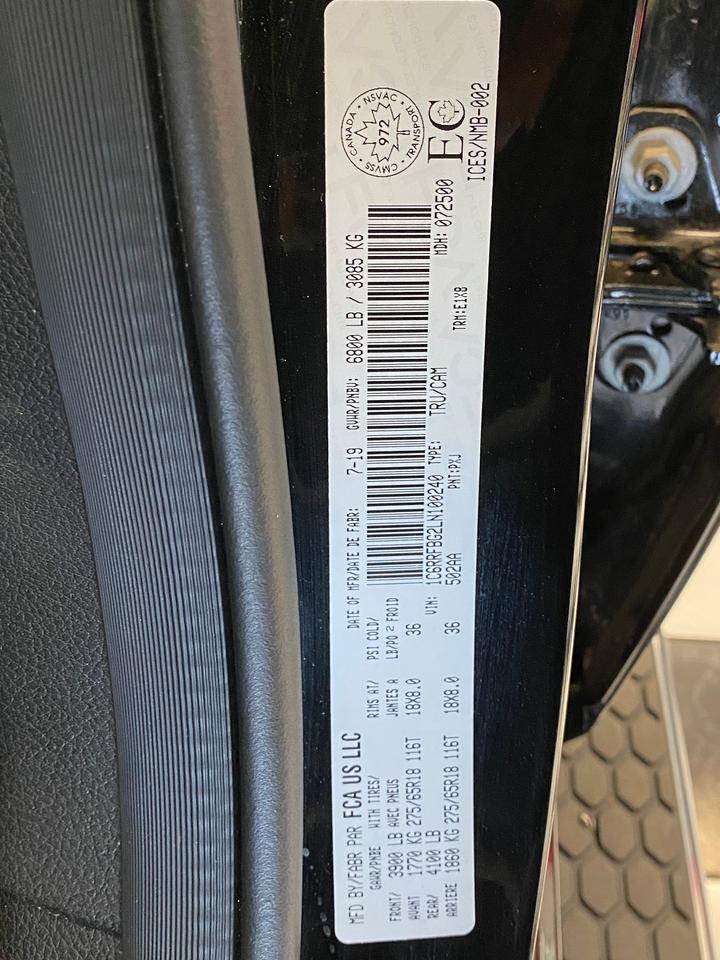 MFD BY/FABR PAR FCA US LLC
DATE OF MFR/DATE DE FABR: 7-19 GVWR/PNBV: 6800 LB / 3085 KG
GAWR/PNBE WITH TIRES/ RIMS AT/ PSI COLD/
AVEC PNEUS JANTES A LB/PO 2 FROID
FRONT/ 3900 LB
AVANT 1770 KG 275/65R18 116T 18X8.0 36
REAR/ 4100 LB
ARRIERE 1860 KG 275/65R18 116T 18X8.0 36
VIN: 1C6RRFBG2LN100240 TYPE: TRU/CAM MDH: 072500
502AA PNT:PXJ TRM:E1X8
CANADA • NSVAC • TRANSPORT • CMVSS
972
EC
ICES/NMB-002